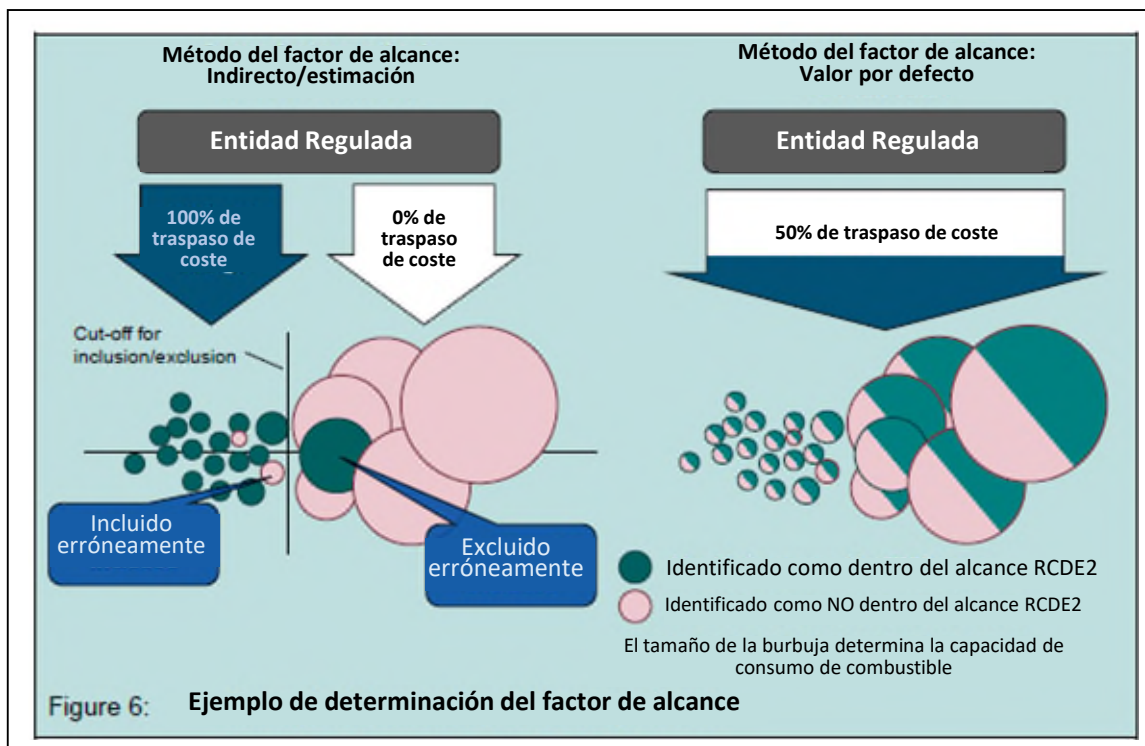 Método del factor de alcance:
Indirecto/estimación
Método del factor de alcance:
Valor por defecto
Entidad Regulada
Entidad Regulada
100% de
traspaso de
coste
0% de
traspaso
de coste
50% de traspaso de coste
Cut-off for
inclusion/exclusion
Incluido
erróneamente
Excluido
erróneamente
Identificado como dentro del alcance RCDE2
Identificado como NO dentro del alcance RCDE2
El tamaño de la burbuja determina la capacidad de
consumo de combustible
Figure 6: Ejemplo de determinación del factor de alcance